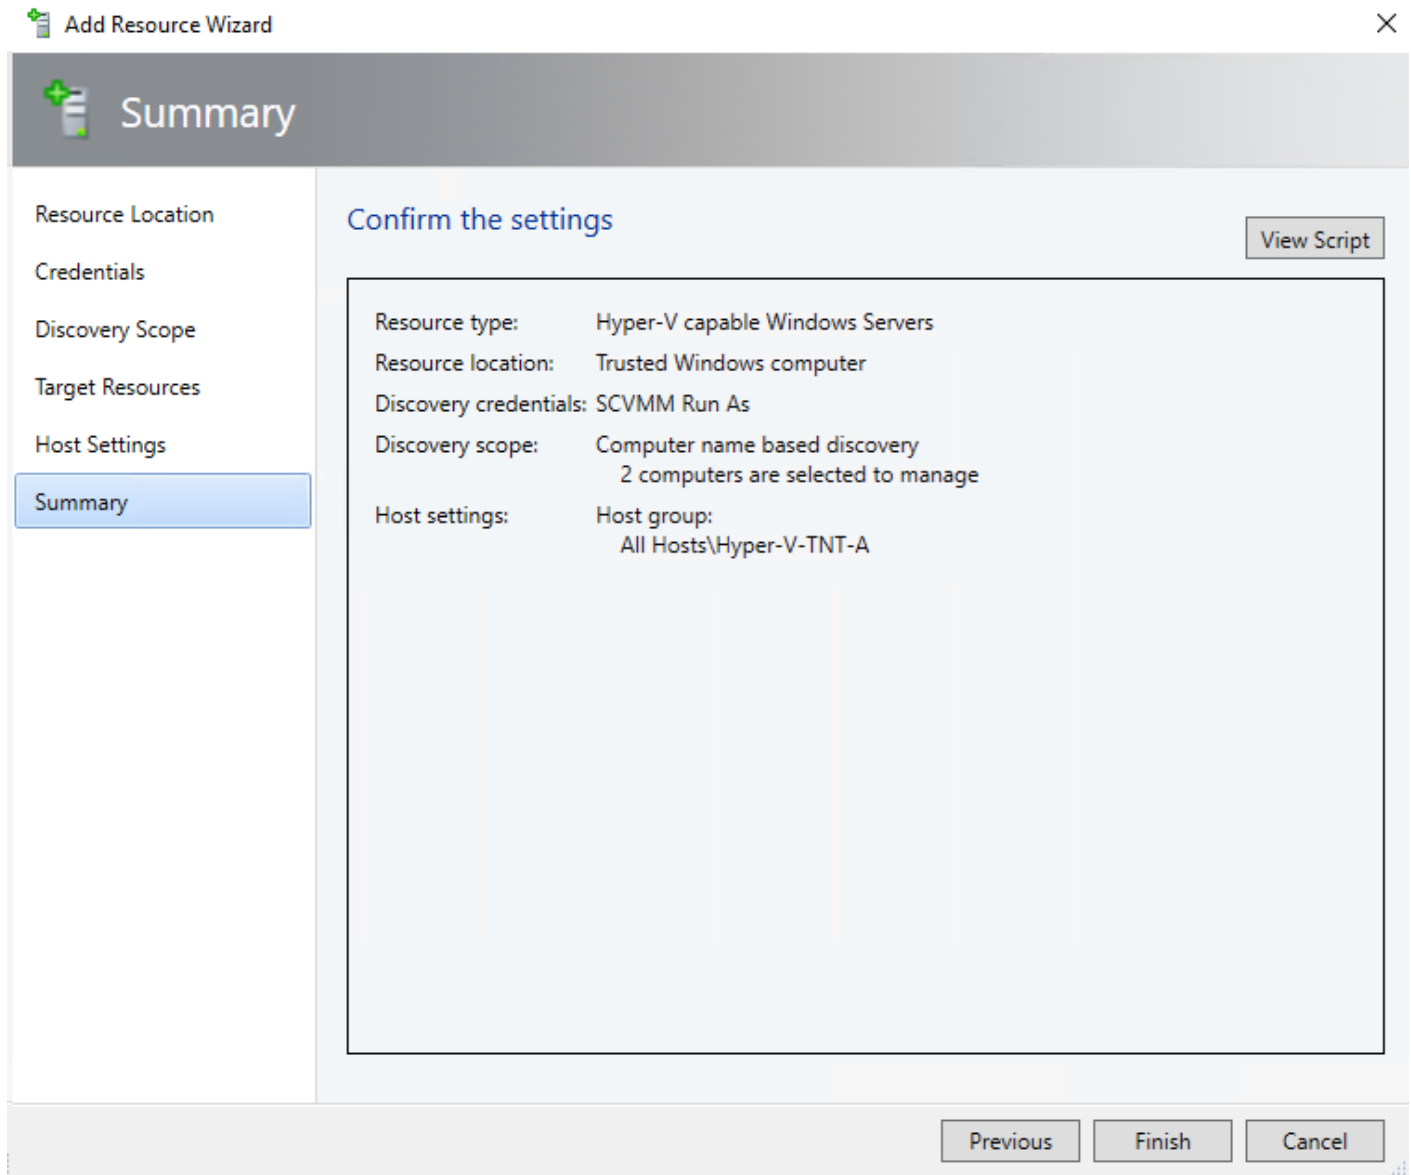 Add Resource Wizard
Summary
Resource Location
Credentials
Discovery Scope
Target Resources
Host Settings
Summary
Confirm the settings
View Script
Resource type: Hyper-V capable Windows Servers
Resource location: Trusted Windows computer
Discovery credentials: SCVMM Run As
Discovery scope: Computer name based discovery
2 computers are selected to manage
Host settings: Host group:
All Hosts\Hyper-V-TNT-A
Previous Finish Cancel